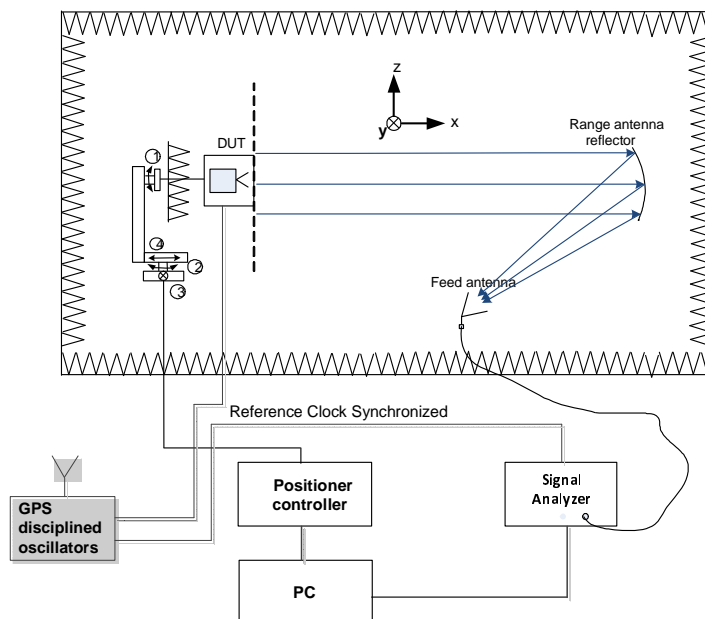 z
x
y
DUT
Range antenna
reflector
1
4
2
3
Feed antenna
Reference Clock Synchronized
GPS
disciplined
oscillators
Positioner
controller
Signal
Analyzer
PC